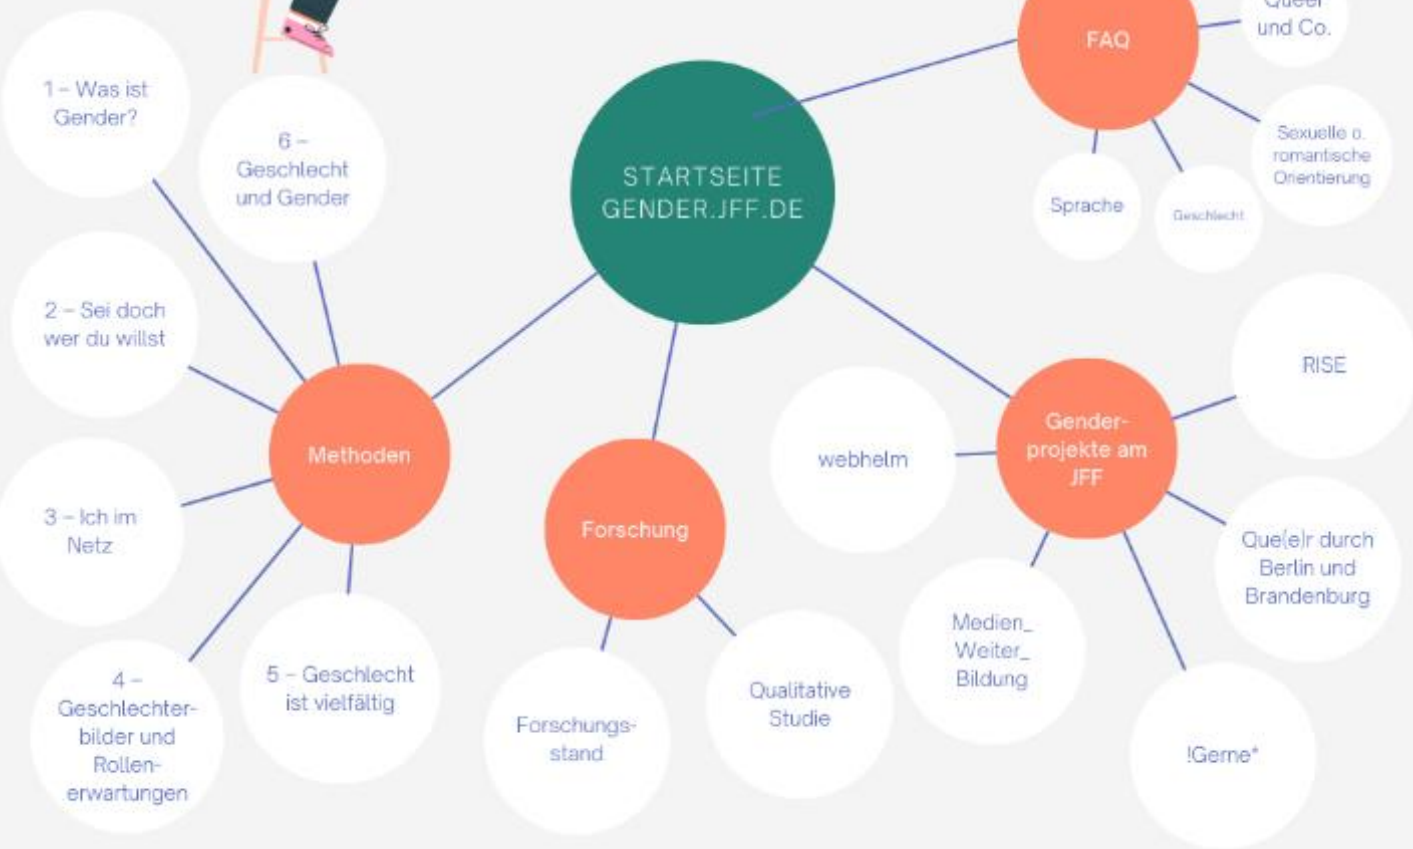 Queer
und Co.
FAQ
Sexuelle o.
romantische
Orientierung
Sprache
Geschlecht
STARTSEITE
GENDER.JFF.DE
1 – Was ist
Gender?
6 –
Geschlecht
und Gender
2 – Sei doch
wer du willst
3 – Ich im
Netz
4 –
Geschlechter-
bilder und
Rollen-
erwartungen
5 – Geschlecht
ist vielfältig
Methoden
Forschung
Forschungs-
stand
Qualitative
Studie
Gender-
projekte am
JFF
webhelm
RISE
Que(e)r durch
Berlin und
Brandenburg
Medien_
Weiter_
Bildung
!Gerne*